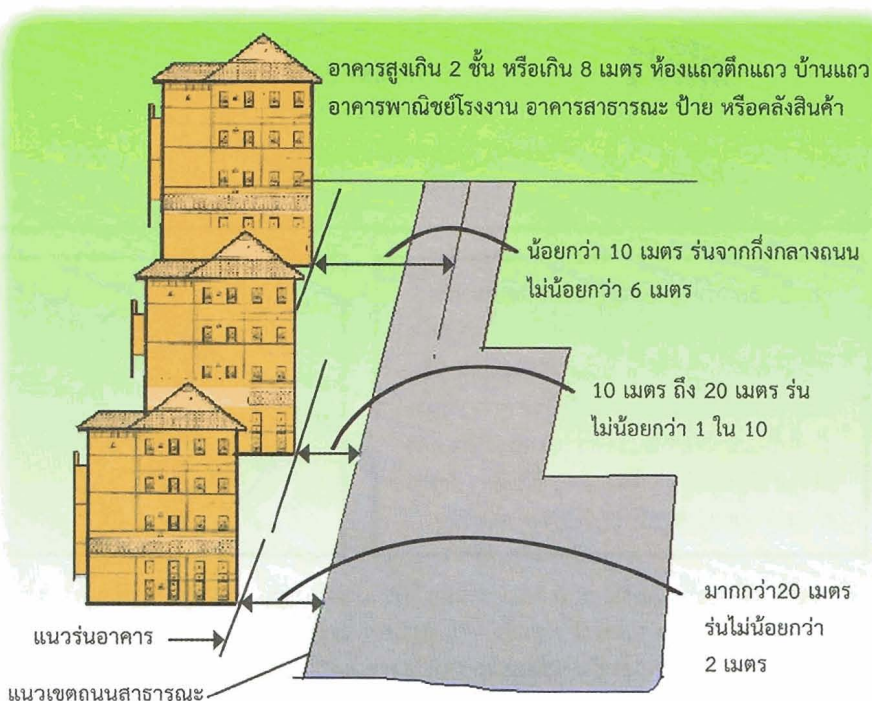 อาคารสูงเกิน 2 ชั้น หรือเกิน 8 เมตร ห้องแถวตึกแถว บ้านแถว
อาคารพาณิชย์โรงงาน อาคารสาธารณะ ป้าย หรือคลังสินค้า
น้อยกว่า 10 เมตร ร่นจากกึ่งกลางถนน
ไม่น้อยกว่า 6 เมตร
10 เมตร ถึง 20 เมตร ร่น
ไม่น้อยกว่า 1 ใน 10
มากกว่า20 เมตร
ร่นไม่น้อยกว่า
2 เมตร
แนวร่นอาคาร
แนวเขตถนนสาธารณะ